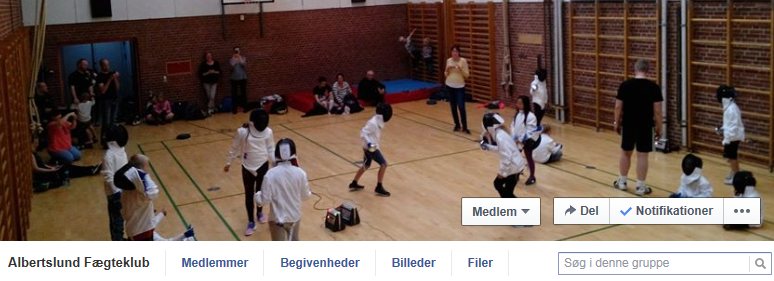 Medlem Del Notifikationer
Albertslund Fægteklub Medlemmer Begivenheder Billeder Filer Søg i denne gruppe